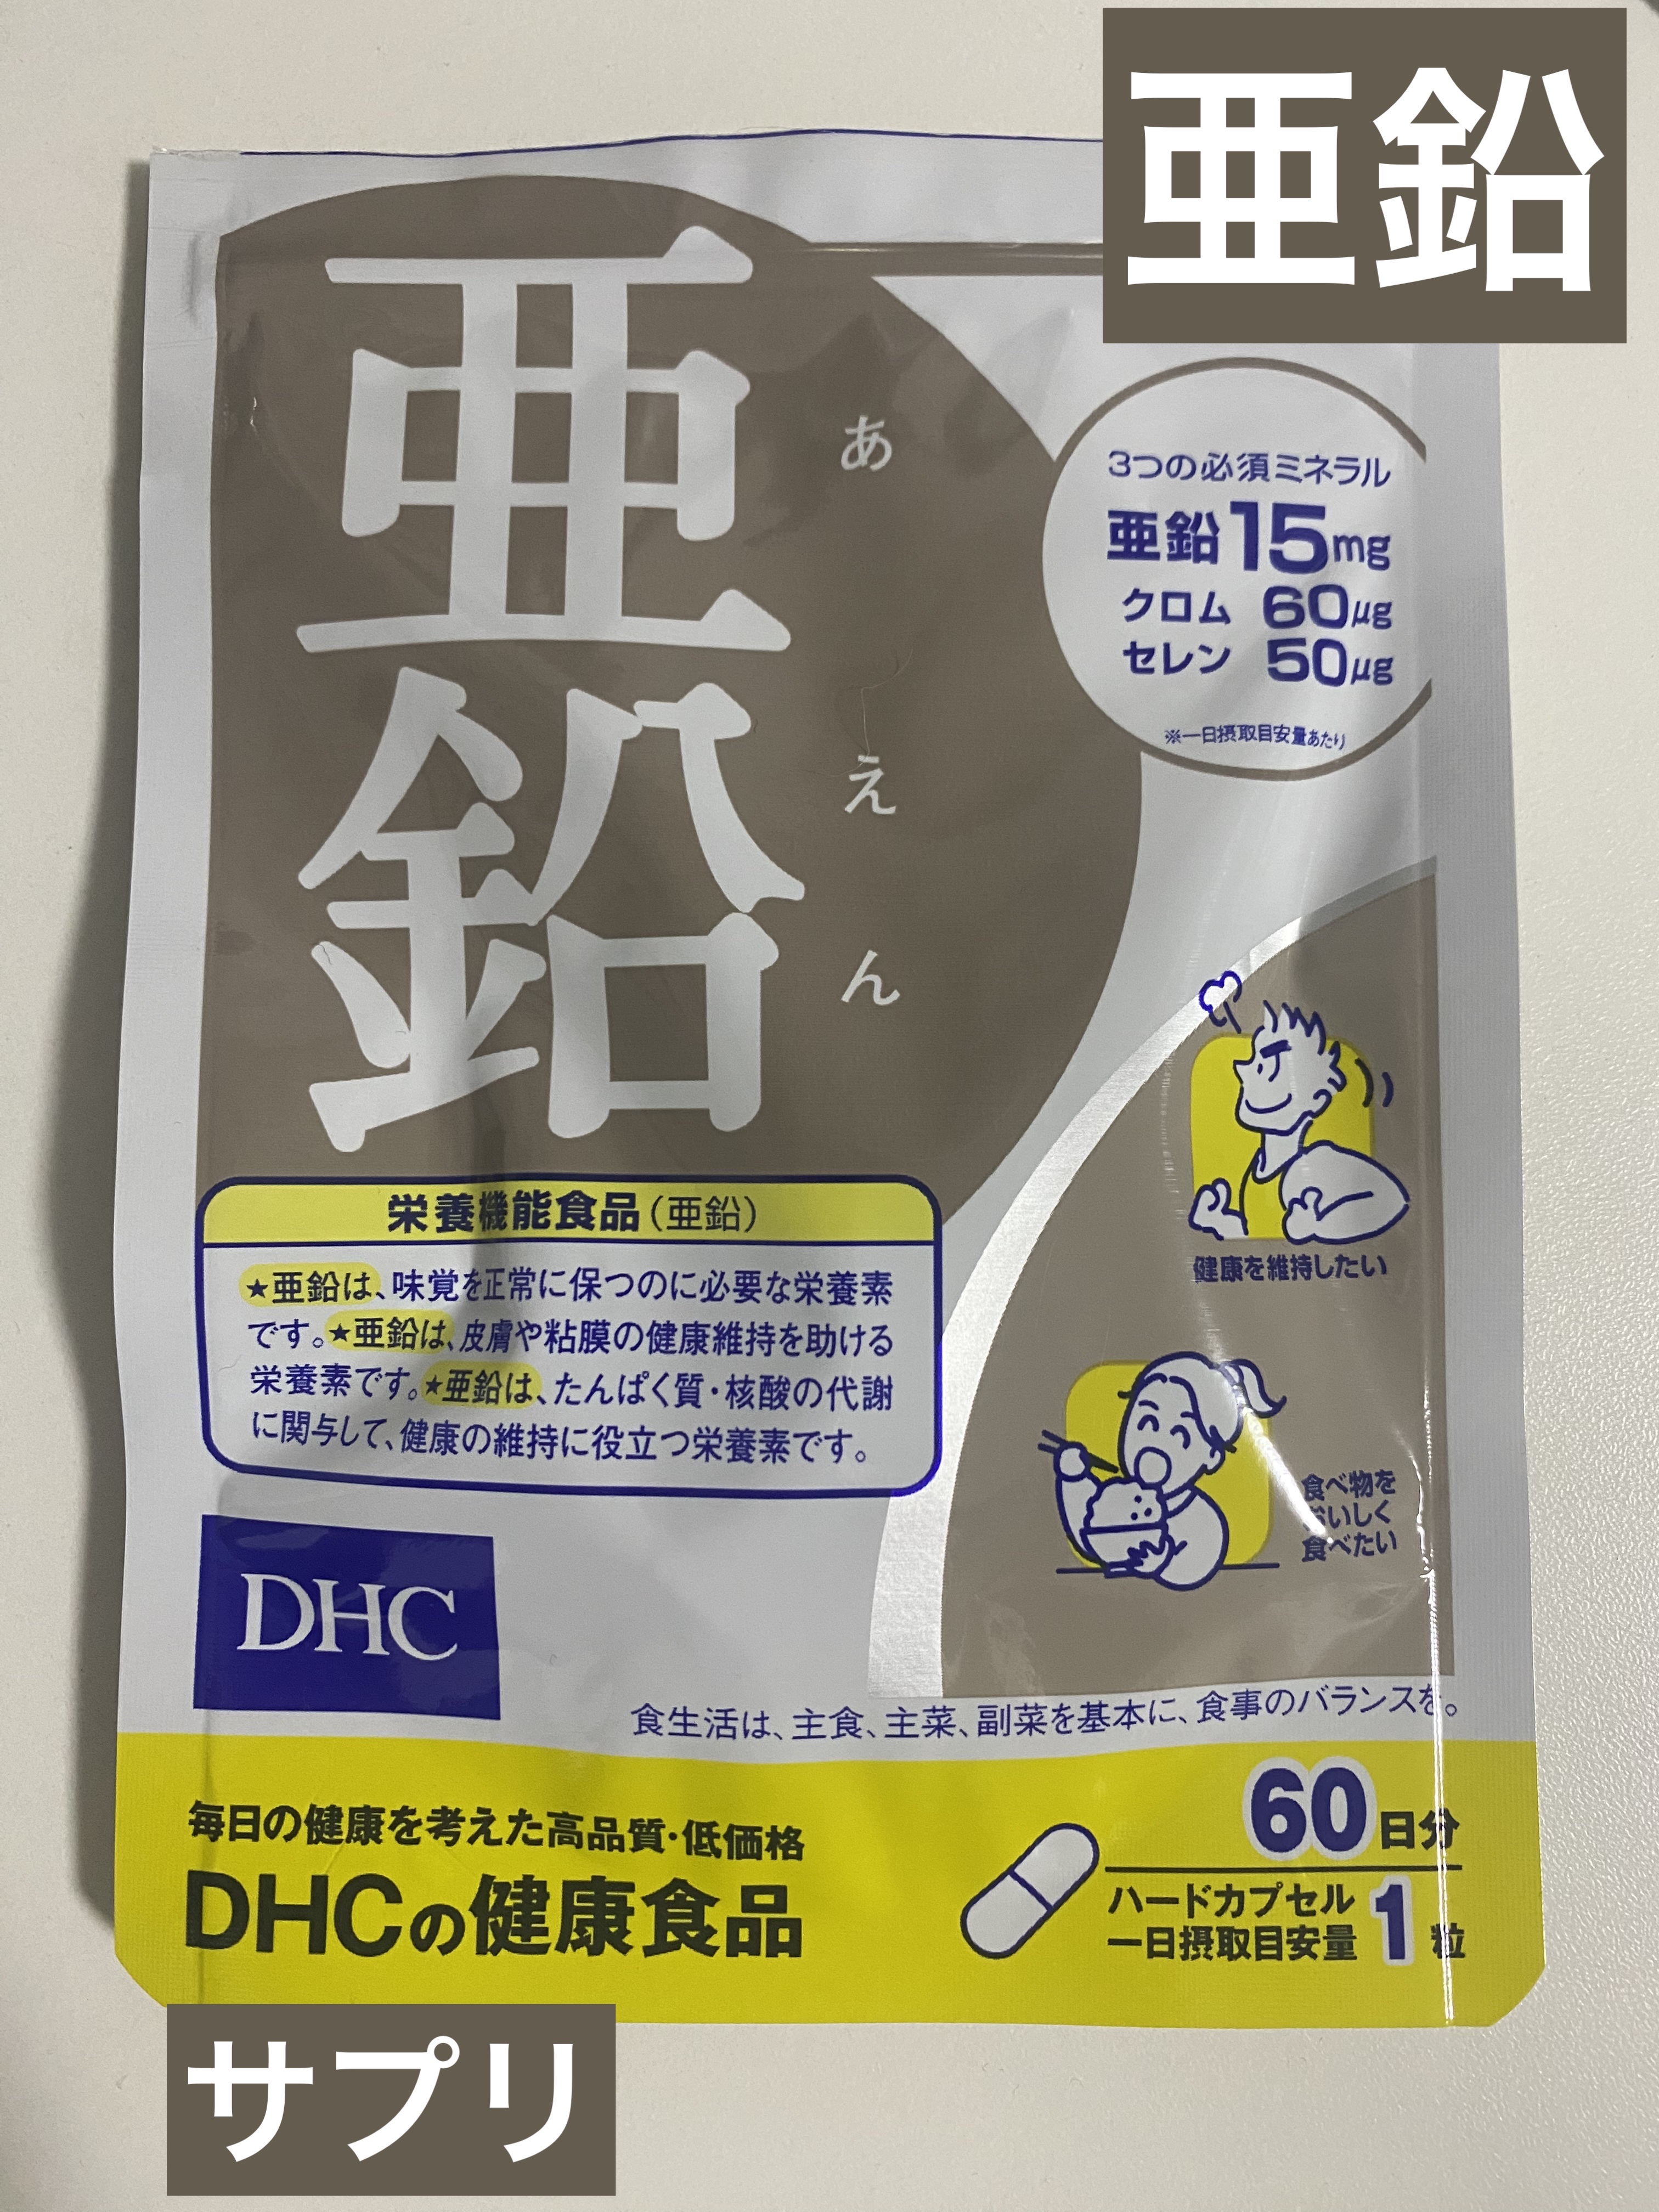 亜鉛
亜鉛
あえん
3つの必須ミネラル
亜鉛15mg
クロム 60μg
セレン 50μg
※一日摂取目安量あたり
健康を維持したい
栄養機能食品(亜鉛)
★亜鉛は、味覚を正常に保つのに必要な栄養素
です。★亜鉛は、皮膚や粘膜の健康維持を助ける
栄養素です。★亜鉛は、たんぱく質・核酸の代謝
に関与して、健康の維持に役立つ栄養素です。
食べ物を
おいしく
食べたい
DHC
食生活は、主食、主菜、副菜を基本に、食事のバランスを。
毎日の健康を考えた高品質・低価格
DHCの健康食品
60日分
ハードカプセル
一日摂取目安量 1粒
サプリ